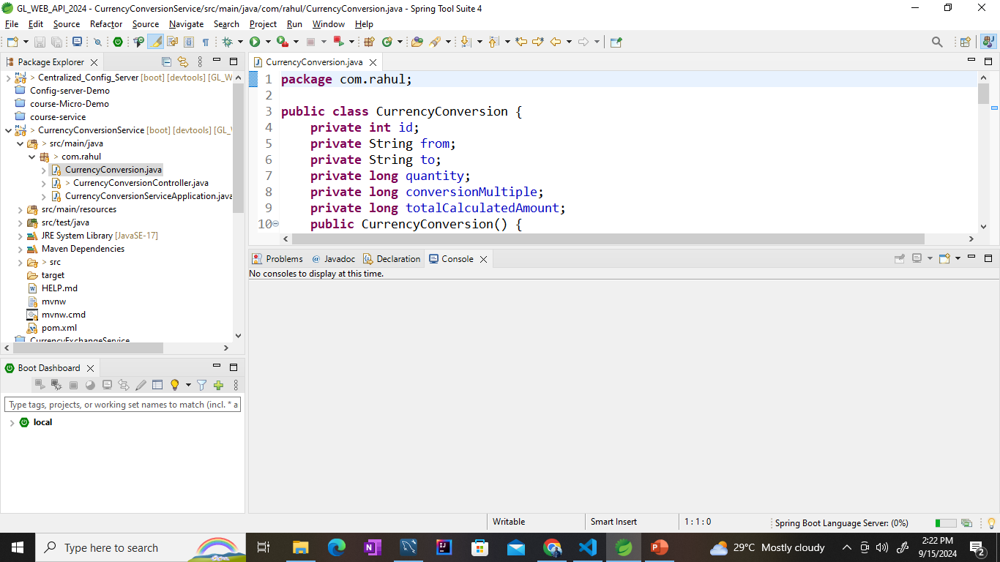 GL_WEB_API_2024 - CurrencyConversionService/src/main/java/com/rahul/CurrencyConversion.java - Spring Tool Suite 4
File Edit Source Refactor Source Navigate Search Project Run Window Help
Package Explorer
> Centralized_Config_Server [boot] [devtools] [GL_W
Config-server-Demo
course-Micro-Demo
course-service
> CurrencyConversionService [boot] [devtools] [GL_
> src/main/java
> com.rahul
CurrencyConversion.java
> CurrencyConversionController.java
CurrencyConversionServiceApplication.java
src/main/resources
src/test/java
JRE System Library [JavaSE-17]
Maven Dependencies
> src
target
HELP.md
mvnw
mvnw.cmd
pom.xml
CurrencyExchangeService
Boot Dashboard
Type tags, projects, or working set names to match (incl. * a
local
CurrencyConversion.java
1 package com.rahul;
2
3 public class CurrencyConversion {
4 private int id;
5 private String from;
6 private String to;
7 private long quantity;
8 private long conversionMultiple;
9 private long totalCalculatedAmount;
10 public CurrencyConversion() {
Problems @ Javadoc Declaration Console
No consoles to display at this time.
Writable Smart Insert 1 : 1 : 0 Spring Boot Language Server: (0%)
Type here to search 29°C Mostly cloudy 2:22 PM
9/15/2024 2